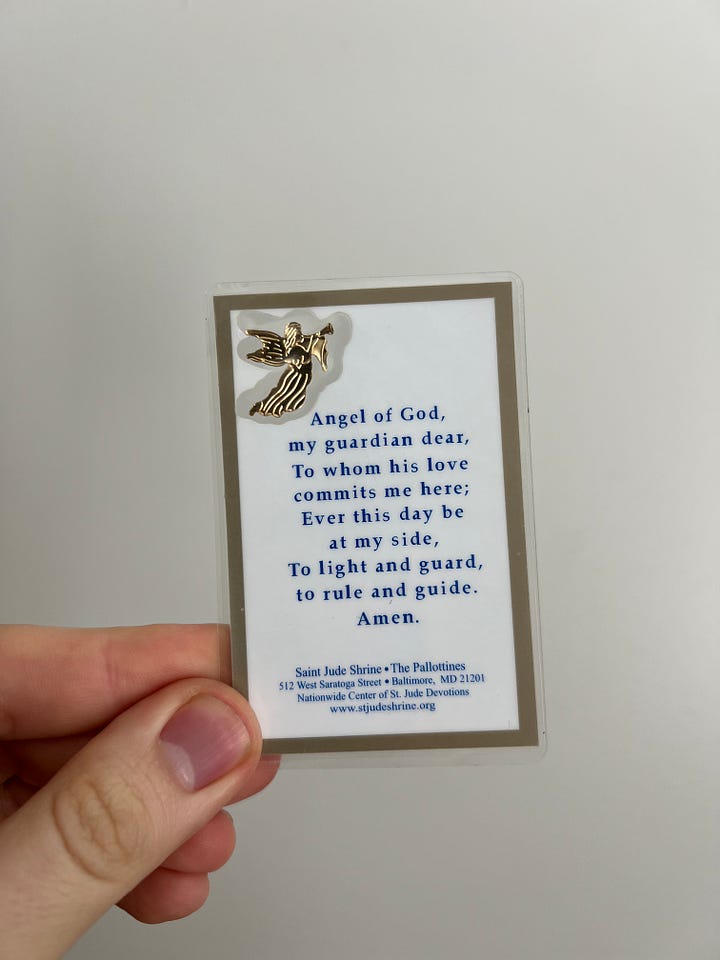 Angel of God,
my guardian dear,
To whom his love
commits me here;
Ever this day be
at my side,
To light and guard,
to rule and guide.
Amen.
Saint Jude Shrine • The Pallottines
512 West Saratoga Street • Baltimore, MD 21201
Nationwide Center of St. Jude Devotions
www.stjudeshrine.org